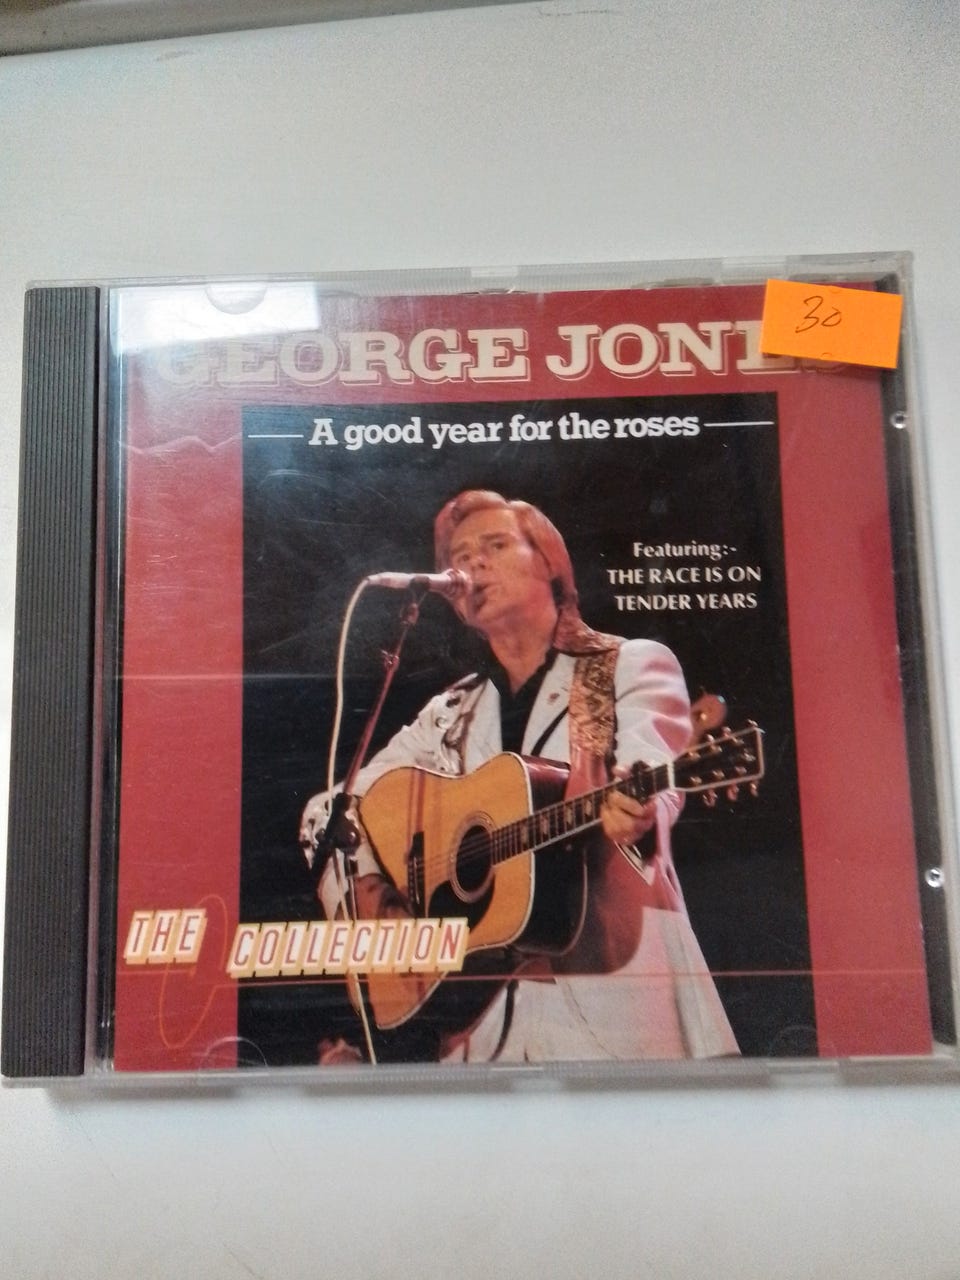 30
GEORGE JONES
A good year for the roses
Featuring:-
THE RACE IS ON
TENDER YEARS
THE COLLECTION